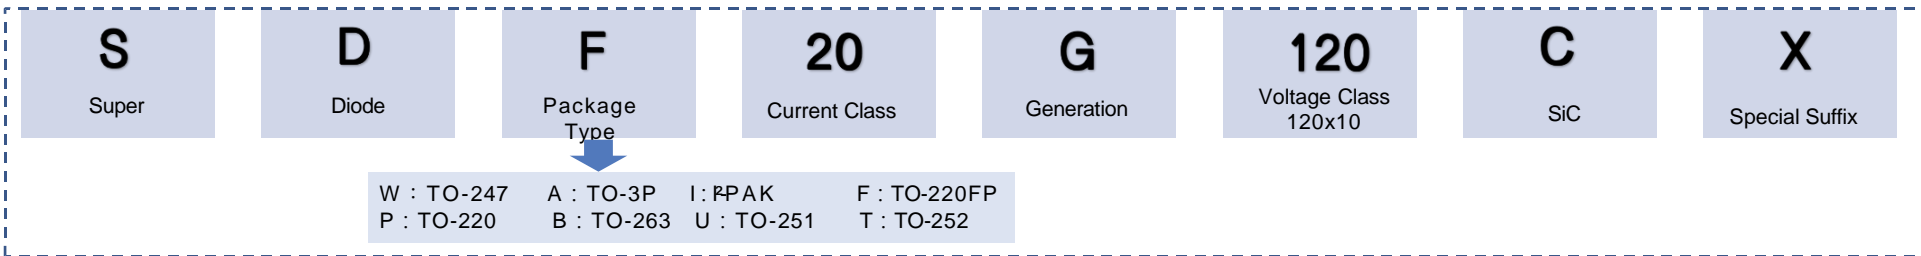 S D F 20 G 120 C X
Super Diode Package Type Current Class Generation Voltage Class 120x10 SiC Special Suffix
W : TO-247 A : TO-3P I : I²PAK F : TO-220FP
P : TO-220 B : TO-263 U : TO-251 T : TO-252